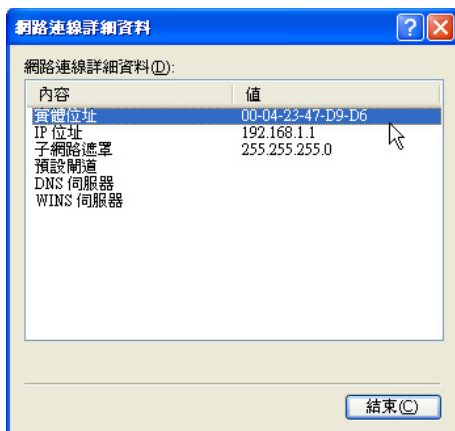 網路連線詳細資料
網路連線詳細資料(D):
內容 值
實體位址 00-04-23-47-D9-D6
IP 位址 192.168.1.1
子網路遮罩 255.255.255.0
預設閘道
DNS 伺服器
WINS 伺服器
結束(C)